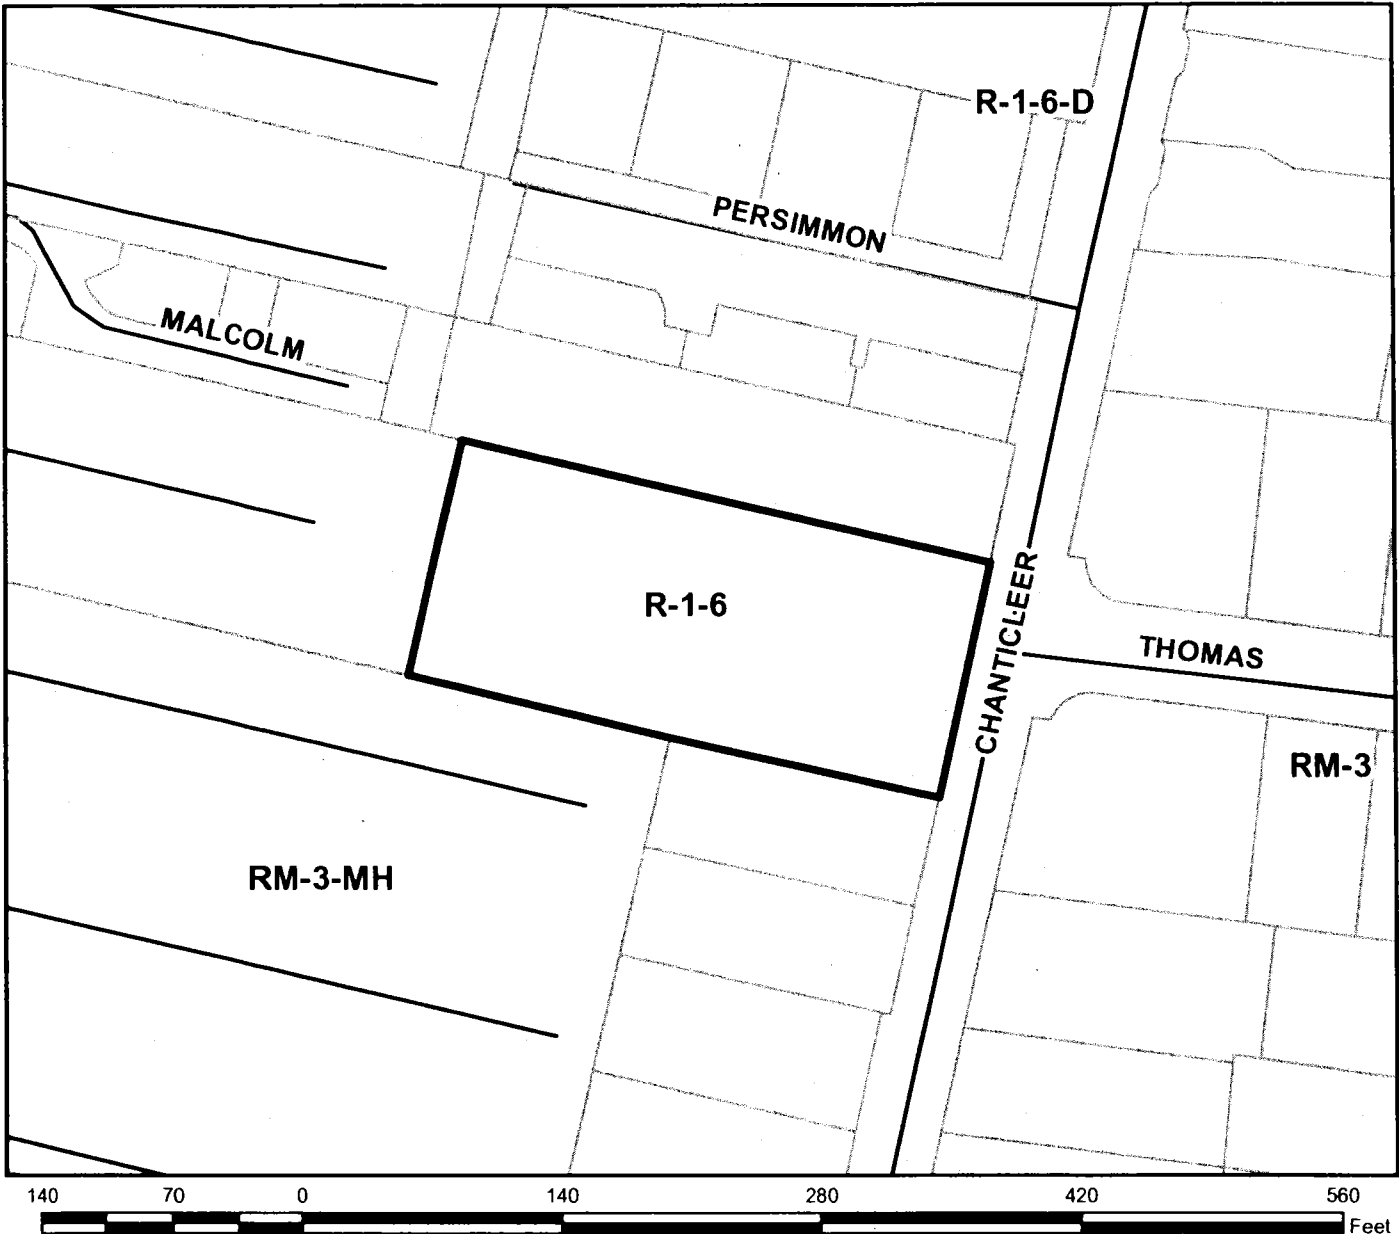 R-1-6-D
PERSIMMON
MALCOLM
R-1-6
CHANTICLEER
THOMAS
RM-3
RM-3-MH
140 70 0 140 280 420 560
Feet